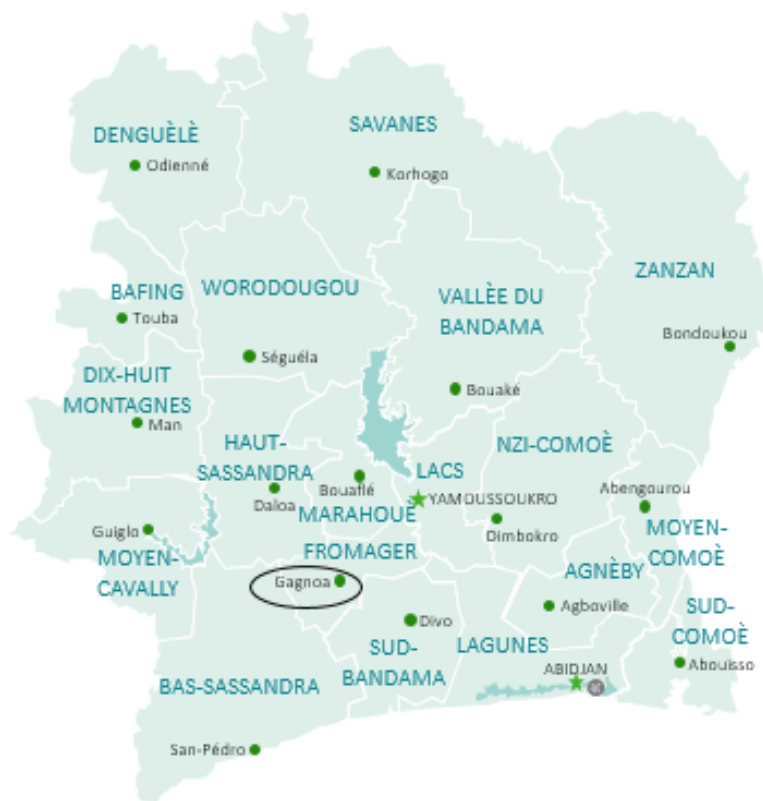 SAVANES
DENGUÈLÈ
Odienné
Korhogo
ZANZAN
WORODOUGOU
BAFING
VALLÈE DU
BANDAMA
Touba
Bondoukou
Séguéla
DIX-HUIT
MONTAGNES
Man
Bouaké
HAUT-
SASSANDRA
NZI-COMOÈ
LACS
Bouaflé
Daloa
YAMOUSSOUKRO
Abengourou
MARAHOUE
Dimbokro
Guiglo
MOYEN-
COMOÈ
MOYEN-
CAVALLY
FROMAGER
AGNÈBY
Gagnoa
Agboville
Divo
SUD-
COMOÈ
LAGUNES
SUD-
BANDAMA
Abouisso
ABIDJAN
BAS-SASSANDRA
San-Pédro